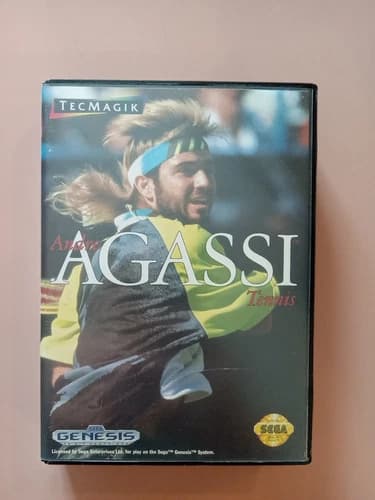 TECMAGIK
Andre
AGASSI
Tennis
GENESIS
SEGA
Licensed by Sega Enterprises Ltd. for play on the Sega™ Genesis™ System.